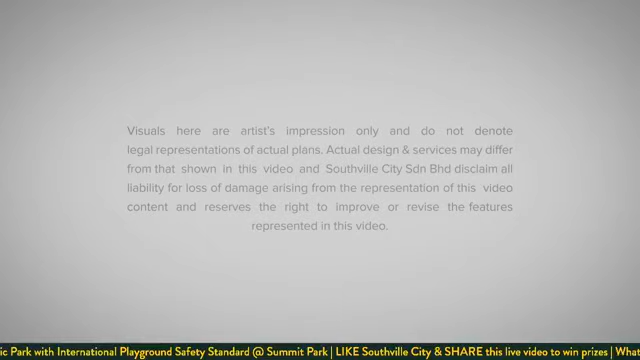 Visuals here are artist's impression only and do not denote
legal representations of actual plans. Actual design & services may differ
from that shown in this video and Southville City Sdn Bhd disclaim all
liability for loss of damage arising from the representation of this video
content and reserves the right to improve or revise the features
represented in this video.
ic Park with International Playground Safety Standard @ Summit Park | LIKE Southville City & SHARE this live video to win prizes | What